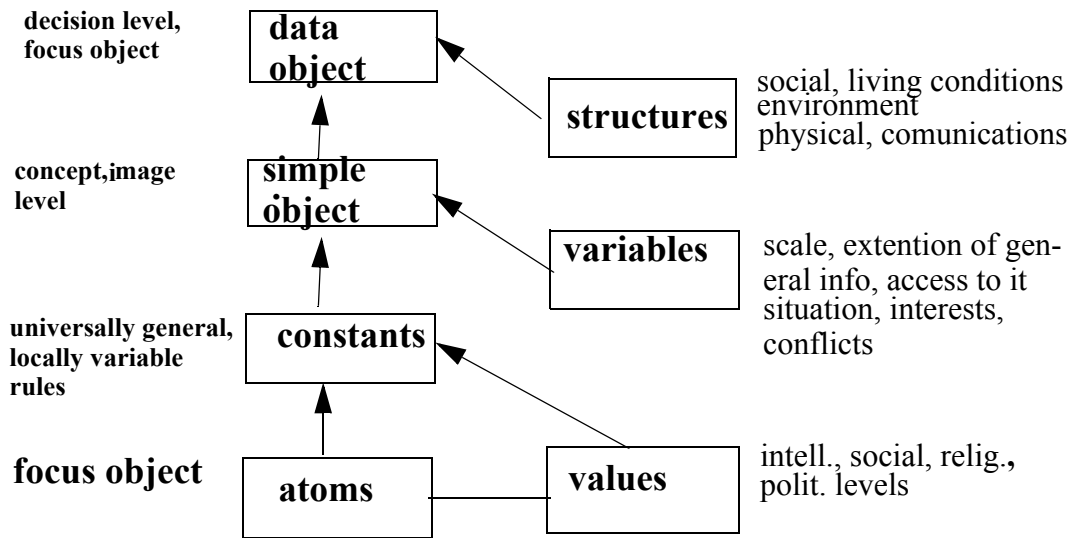 decision level,
focus object
data
object
structures
social, living conditions
environment
physical, comunications
concept,image
level
simple
object
variables
scale, extention of gen-
eral info, access to it
situation, interests,
conflicts
universally general,
locally variable
rules
constants
focus object
atoms
values
intell., social, relig.,
polit. levels